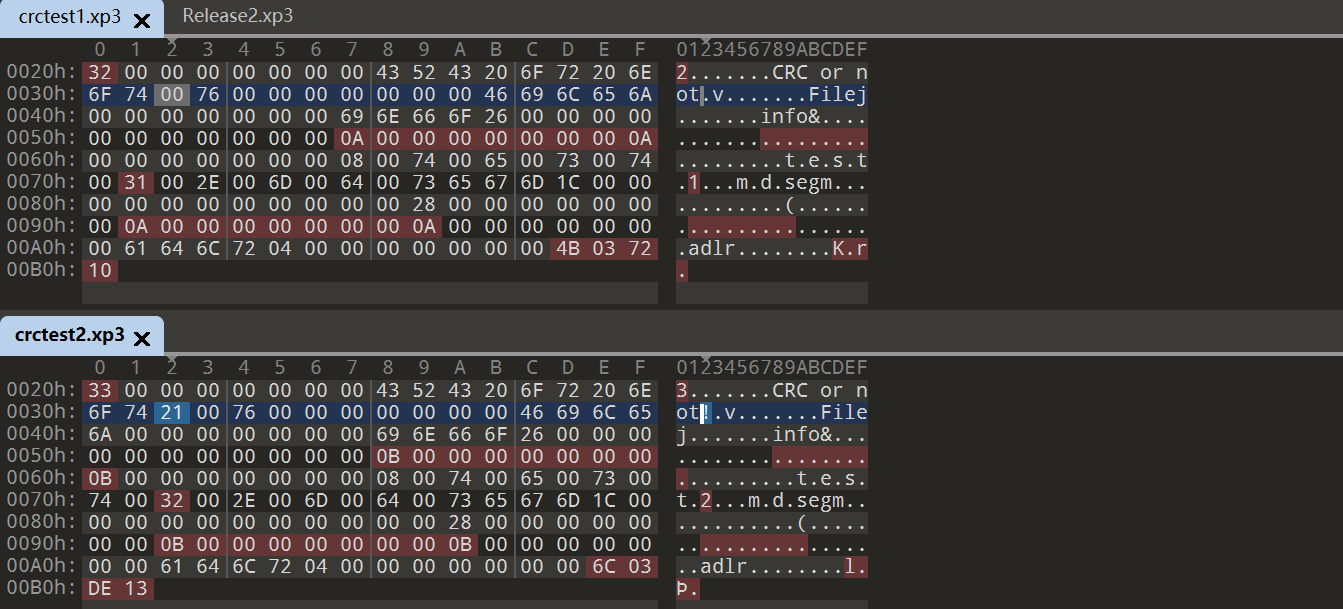 crctest1.xp3 × Release2.xp3
0 1 2 3 4 5 6 7 8 9 A B C D E F 0123456789ABCDEF
0020h: 32 00 00 00 00 00 00 00 43 52 43 20 6F 72 20 6E 2.......CRC or n
0030h: 6F 74 00 76 00 00 00 00 00 00 00 46 69 6C 65 6A ot.v.......Filej
0040h: 00 00 00 00 00 00 00 69 6E 66 6F 26 00 00 00 00 .......info&....
0050h: 00 00 00 00 00 00 00 0A 00 00 00 00 00 00 00 0A ................
0060h: 00 00 00 00 00 00 00 08 00 74 00 65 00 73 00 74 .........t.e.s.t
0070h: 00 31 00 2E 00 6D 00 64 00 73 65 67 6D 1C 00 00 .1...m.d.segm...
0080h: 00 00 00 00 00 00 00 00 00 28 00 00 00 00 00 00 .........(......
0090h: 00 0A 00 00 00 00 00 00 00 0A 00 00 00 00 00 00 ................
00A0h: 00 61 64 6C 72 04 00 00 00 00 00 00 00 4B 03 72 .adlr........K.r
00B0h: 10 .
crctest2.xp3 ×
0 1 2 3 4 5 6 7 8 9 A B C D E F 0123456789ABCDEF
0020h: 33 00 00 00 00 00 00 00 43 52 43 20 6F 72 20 6E 3.......CRC or n
0030h: 6F 74 21 00 76 00 00 00 00 00 00 00 46 69 6C 65 ot!.v.......File
0040h: 6A 00 00 00 00 00 00 00 69 6E 66 6F 26 00 00 00 j.......info&...
0050h: 00 00 00 00 00 00 00 00 0B 00 00 00 00 00 00 00 ................
0060h: 0B 00 00 00 00 00 00 00 08 00 74 00 65 00 73 00 ..........t.e.s.
0070h: 74 00 32 00 2E 00 6D 00 64 00 73 65 67 6D 1C 00 t.2...m.d.segm..
0080h: 00 00 00 00 00 00 00 00 00 00 28 00 00 00 00 00 ..........(.....
0090h: 00 00 0B 00 00 00 00 00 00 00 0B 00 00 00 00 00 ................
00A0h: 00 00 61 64 6C 72 04 00 00 00 00 00 00 00 6C 03 ..adlr........l.
00B0h: DE 13 Þ.